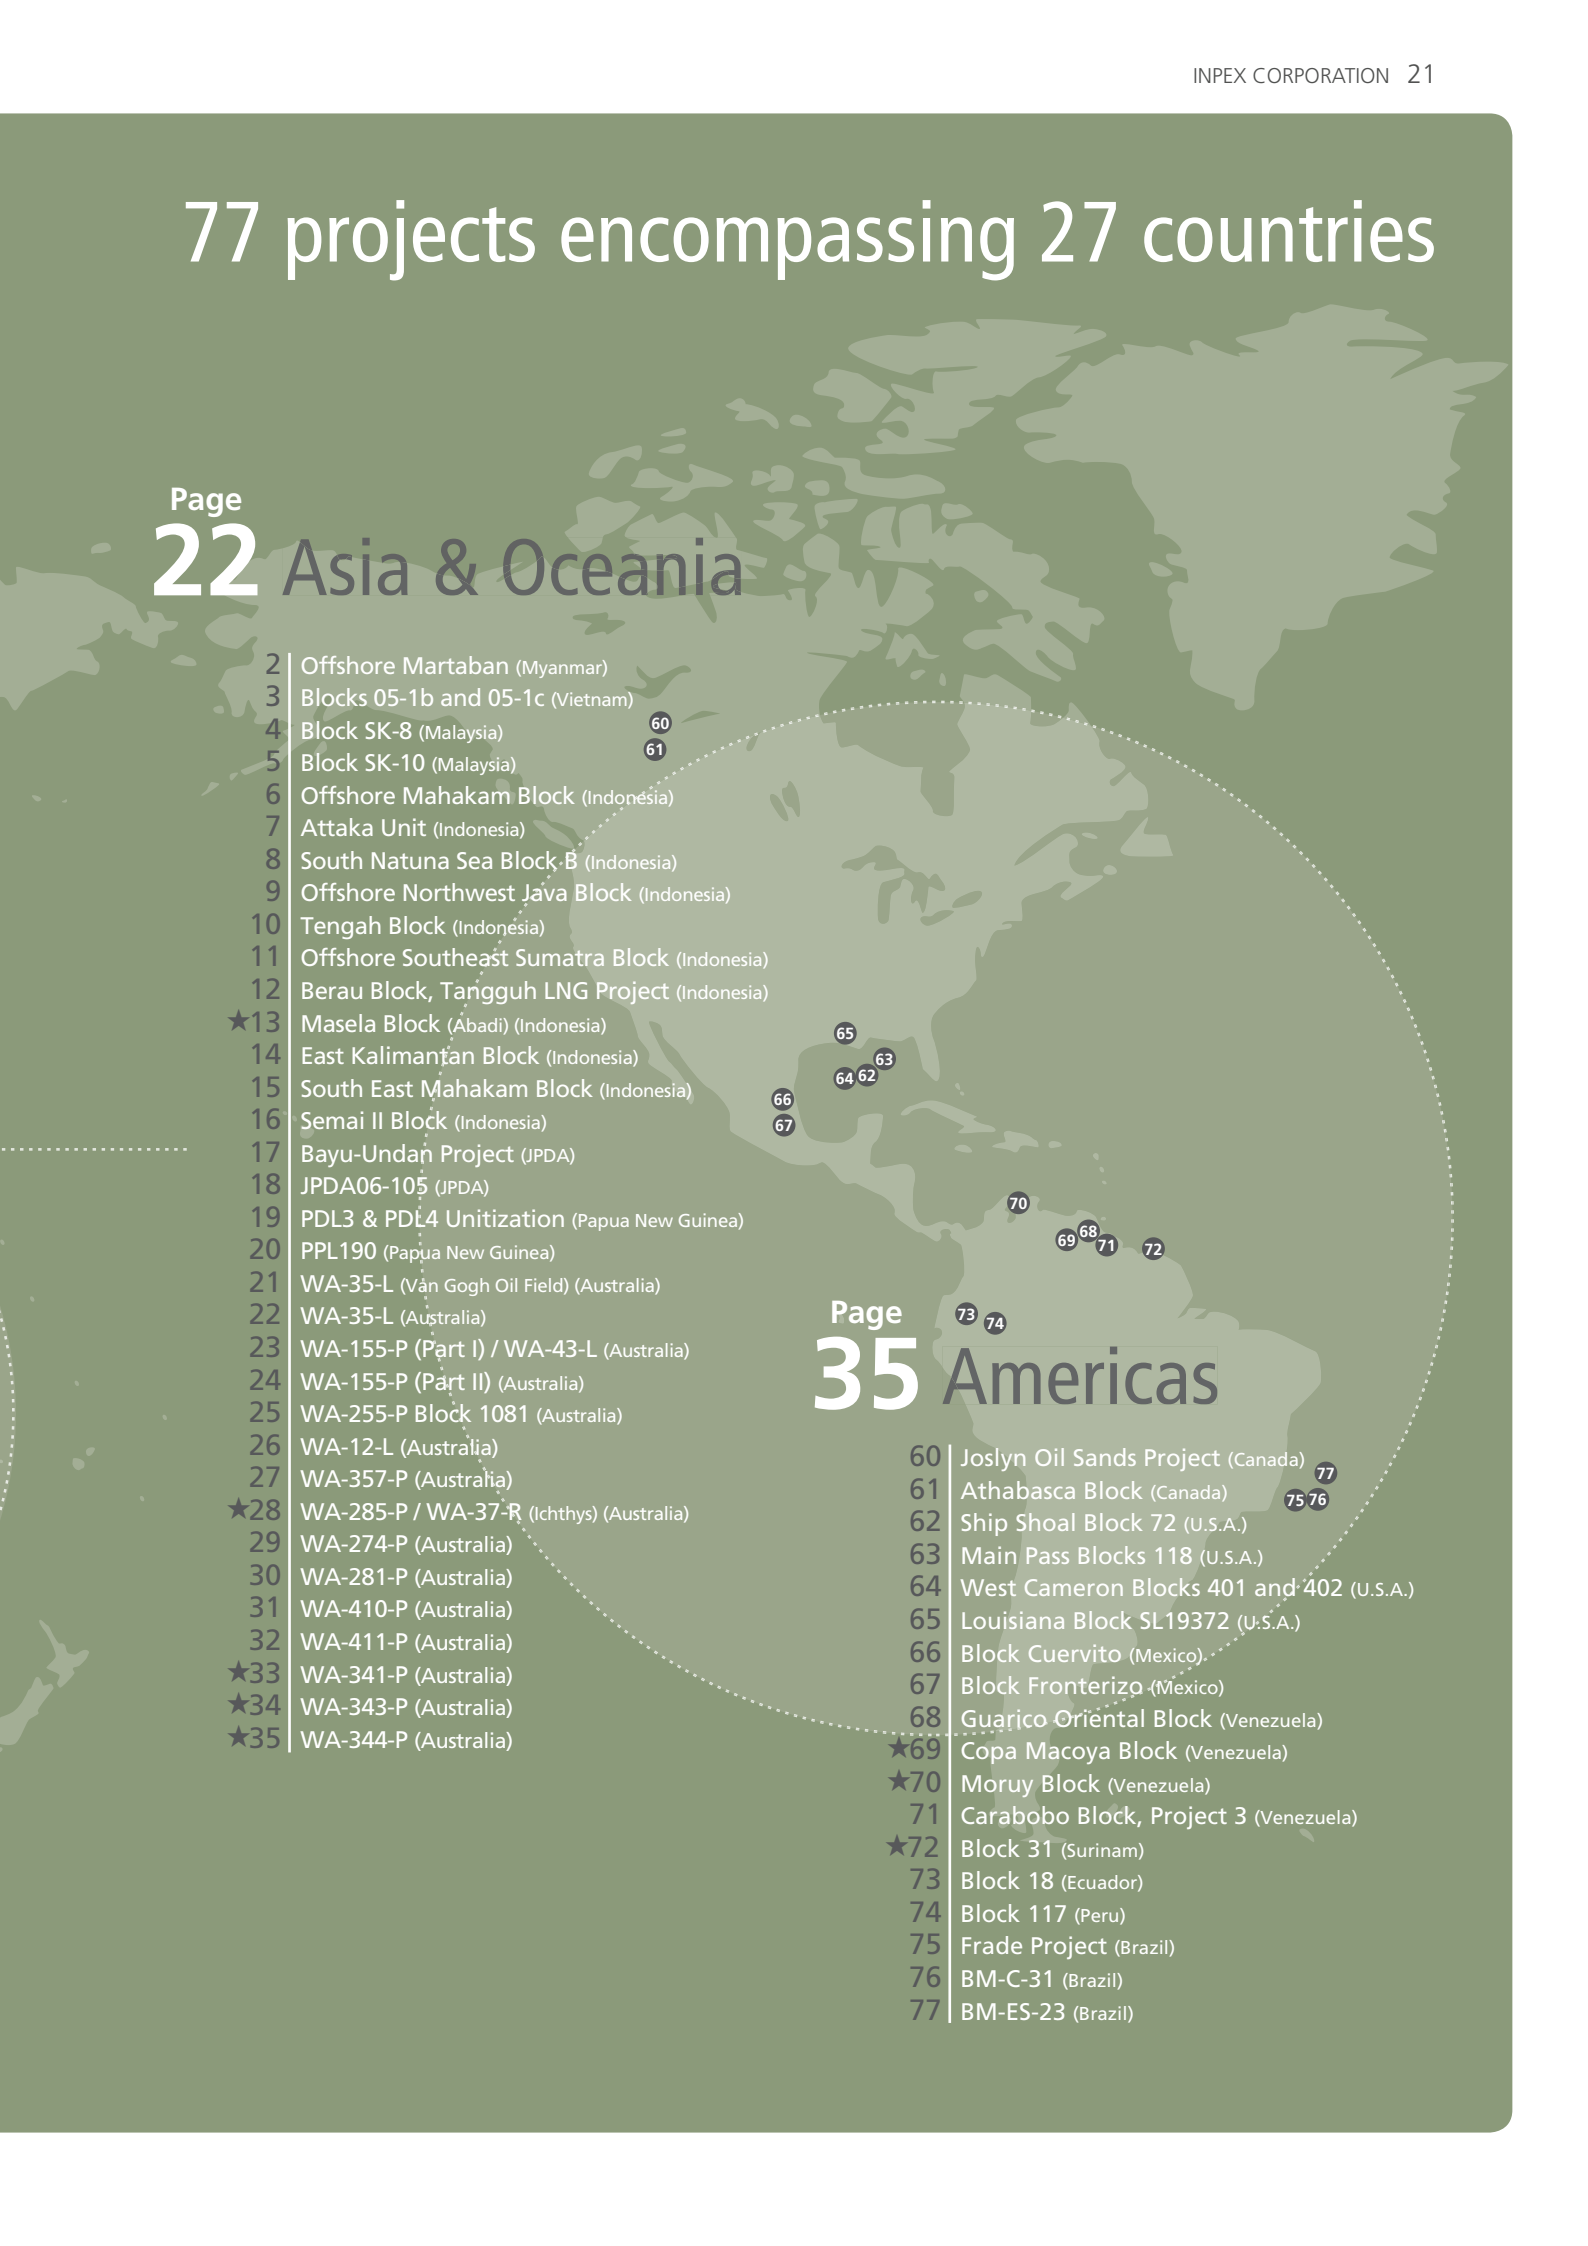 INPEX CORPORATION 21
77 projects encompassing 27 countries
Page
22 Asia & Oceania
2 Offshore Martaban (Myanmar)
3 Blocks 05-1b and 05-1c (Vietnam)
4 Block SK-8 (Malaysia)
5 Block SK-10 (Malaysia)
6 Offshore Mahakam Block (Indonesia)
7 Attaka Unit (Indonesia)
8 South Natuna Sea Block B (Indonesia)
9 Offshore Northwest Java Block (Indonesia)
10 Tengah Block (Indonesia)
11 Offshore Southeast Sumatra Block (Indonesia)
12 Berau Block, Tangguh LNG Project (Indonesia)
★13 Masela Block (Abadi) (Indonesia)
14 East Kalimantan Block (Indonesia)
15 South East Mahakam Block (Indonesia)
16 Semai II Block (Indonesia)
17 Bayu-Undan Project (JPDA)
18 JPDA06-105 (JPDA)
19 PDL3 & PDL4 Unitization (Papua New Guinea)
20 PPL190 (Papua New Guinea)
21 WA-35-L (Van Gogh Oil Field) (Australia)
22 WA-35-L (Australia)
23 WA-155-P (Part I) / WA-43-L (Australia)
24 WA-155-P (Part II) (Australia)
25 WA-255-P Block 1081 (Australia)
26 WA-12-L (Australia)
27 WA-357-P (Australia)
★28 WA-285-P / WA-37-R (Ichthys) (Australia)
29 WA-274-P (Australia)
30 WA-281-P (Australia)
31 WA-410-P (Australia)
32 WA-411-P (Australia)
★33 WA-341-P (Australia)
★34 WA-343-P (Australia)
★35 WA-344-P (Australia)
60
61
65
63
64 62
66
67
70
68
69 71 72
73
74
Page
35 Americas
60 Joslyn Oil Sands Project (Canada)
61 Athabasca Block (Canada)
62 Ship Shoal Block 72 (U.S.A.)
63 Main Pass Blocks 118 (U.S.A.)
64 West Cameron Blocks 401 and 402 (U.S.A.)
65 Louisiana Block SL19372 (U.S.A.)
66 Block Cuervito (Mexico)
67 Block Fronterizo (Mexico)
68 Guarico Oriental Block (Venezuela)
★69 Copa Macoya Block (Venezuela)
★70 Moruy Block (Venezuela)
71 Carabobo Block, Project 3 (Venezuela)
★72 Block 31 (Surinam)
73 Block 18 (Ecuador)
74 Block 117 (Peru)
75 Frade Project (Brazil)
76 BM-C-31 (Brazil)
77 BM-ES-23 (Brazil)
77
75 76